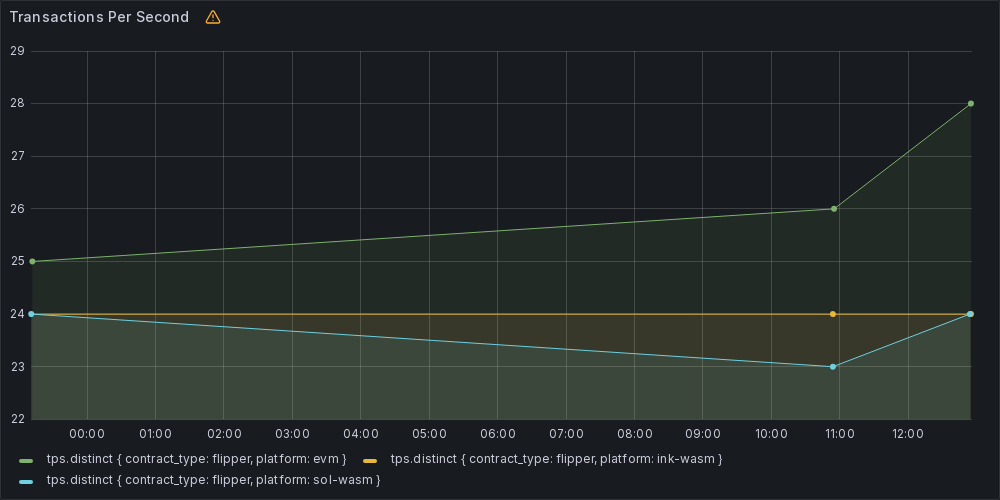 Transactions Per Second
29
28
27
26
25
24
23
22
00:00 01:00 02:00 03:00 04:00 05:00 06:00 07:00 08:00 09:00 10:00 11:00 12:00
tps.distinct { contract_type: flipper, platform: evm } tps.distinct { contract_type: flipper, platform: ink-wasm }
tps.distinct { contract_type: flipper, platform: sol-wasm }